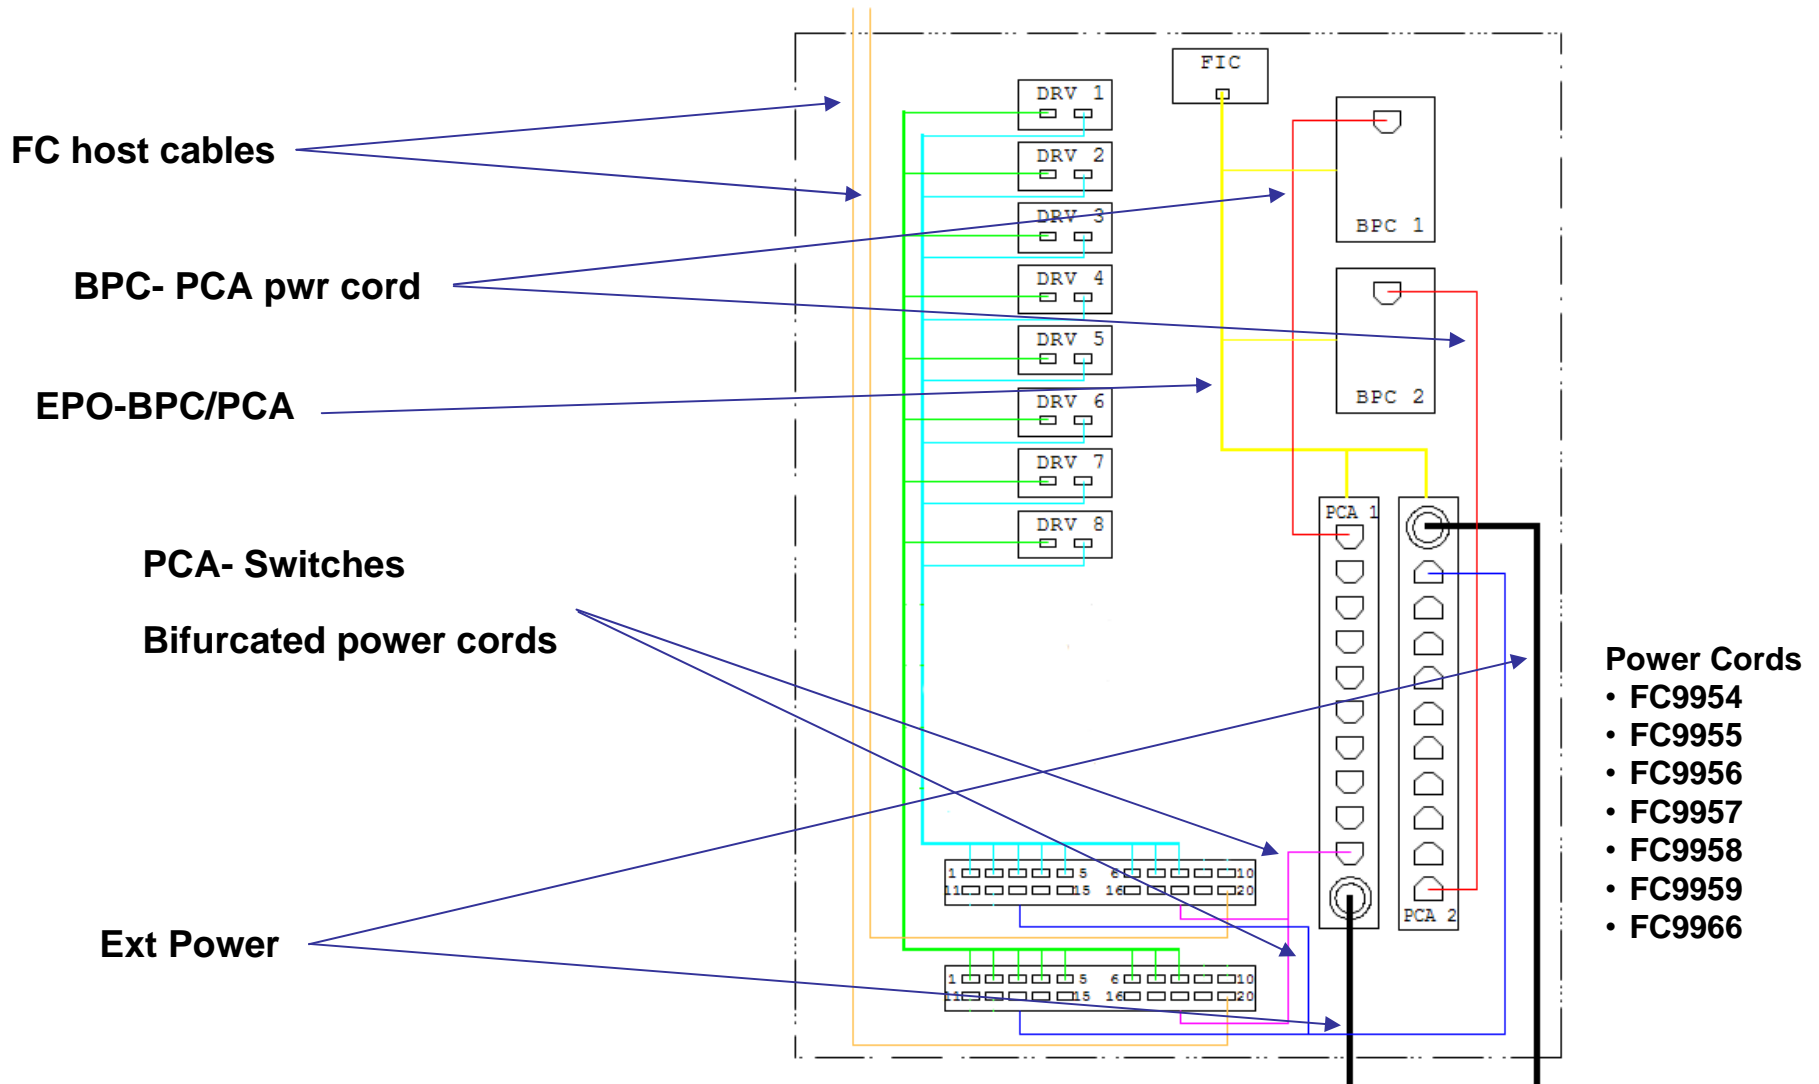 FC host cables
BPC- PCA pwr cord
EPO-BPC/PCA
PCA- Switches
Bifurcated power cords
Ext Power
FIC
DRV 1
DRV 2
DRV 3
DRV 4
DRV 5
DRV 6
DRV 7
DRV 8
BPC 1
BPC 2
PCA 1
PCA 2
1 5 6 10
11 15 16 20
1 5 6 10
11 15 16 20
Power Cords
• FC9954
• FC9955
• FC9956
• FC9957
• FC9958
• FC9959
• FC9966